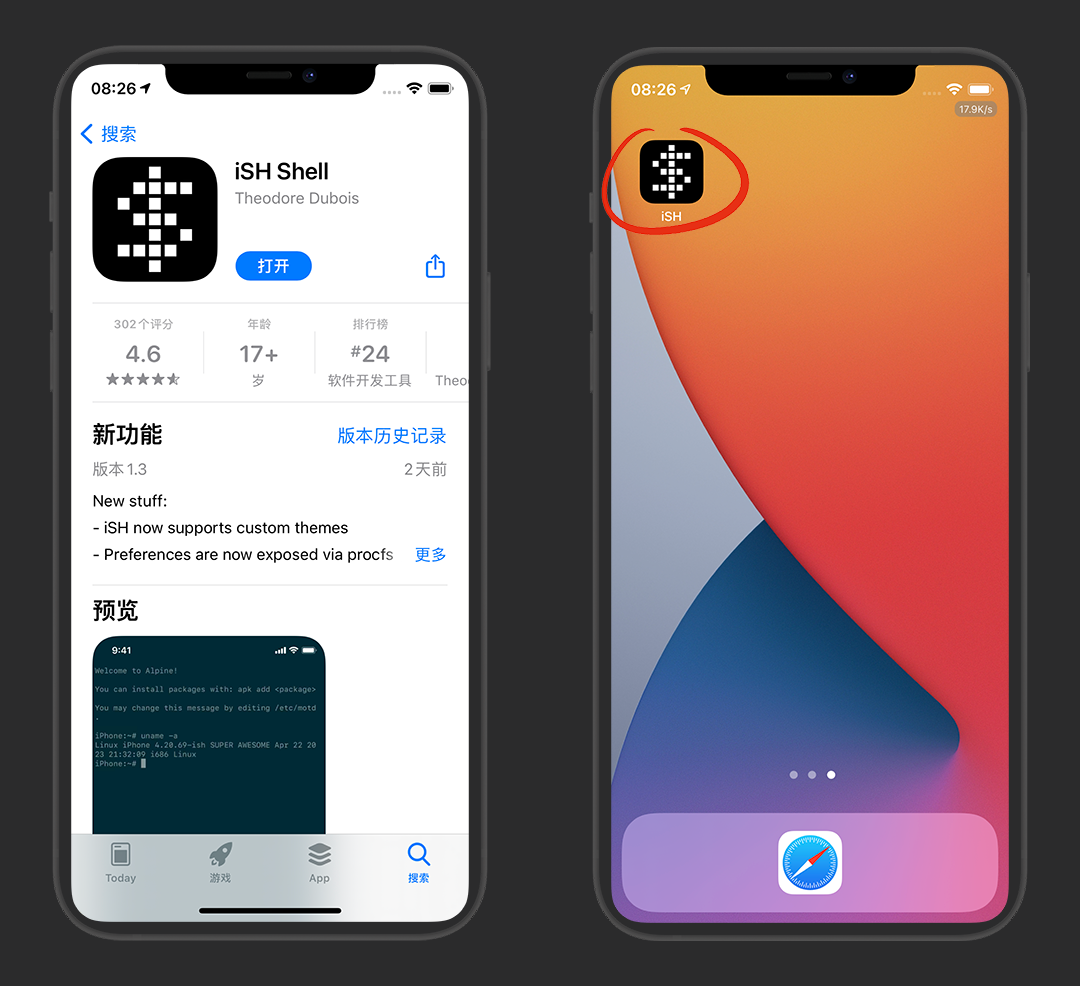 08:26
搜索
iSH Shell
Theodore Dubois
打开
302个评分
年龄
排行榜
4.6
17+
#24
岁
软件开发工具
Theo
新功能
版本历史记录
版本 1.3
2 天前
New stuff:
- iSH now supports custom themes
- Preferences are now exposed via procfs
更多
预览
9:41
Welcome to Alpine!
You can install packages with: apk add <package>
You may change this message by editing /etc/motd
.
iPhone:~# uname -a
Linux iPhone 4.20.69-ish SUPER AWESOME Apr 22 20
23 21:32:09 i686 Linux
iPhone:~#
Today
游戏
App
搜索
08:26
17.9K/s
iSH